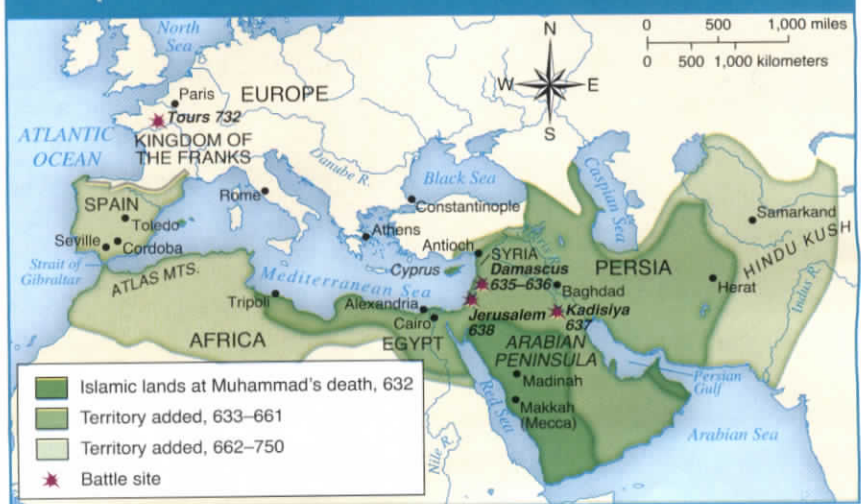 North
Sea
0 500 1,000 miles
0 500 1,000 kilometers
N
W E
S
Paris
EUROPE
Tours 732
ATLANTIC
OCEAN
KINGDOM OF
THE FRANKS
Danube R.
Black Sea
Caspian Sea
SPAIN
Rome
Constantinople
Samarkand
Toledo
Athens
Seville
Cordoba
Antioch
SYRIA
Tigris R.
HINDU KUSH
Strait of
Gibraltar
ATLAS MTS.
Mediterranean Sea
Cyprus
Damascus
635–636
PERSIA
Baghdad
Herat
Indus R.
Tripoli
Alexandria
Cairo
Jerusalem
638
Kadisiya
637
AFRICA
EGYPT
ARABIAN
PENINSULA
Madinah
Persian
Gulf
Red Sea
Makkah
(Mecca)
Nile R.
Arabian Sea
Islamic lands at Muhammad's death, 632
Territory added, 633–661
Territory added, 662–750
Battle site